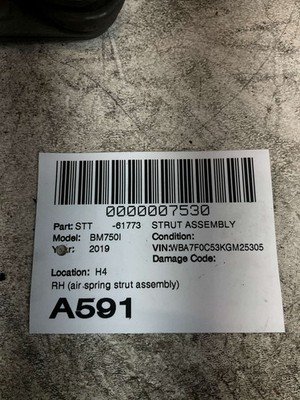 0000007530
Part: STT -61773 STRUT ASSEMBLY
Model: BM750I Condition:
Year: 2019 VIN:WBA7F0C53KGM25305
Damage Code:
Location: H4
RH (air spring strut assembly)
A591